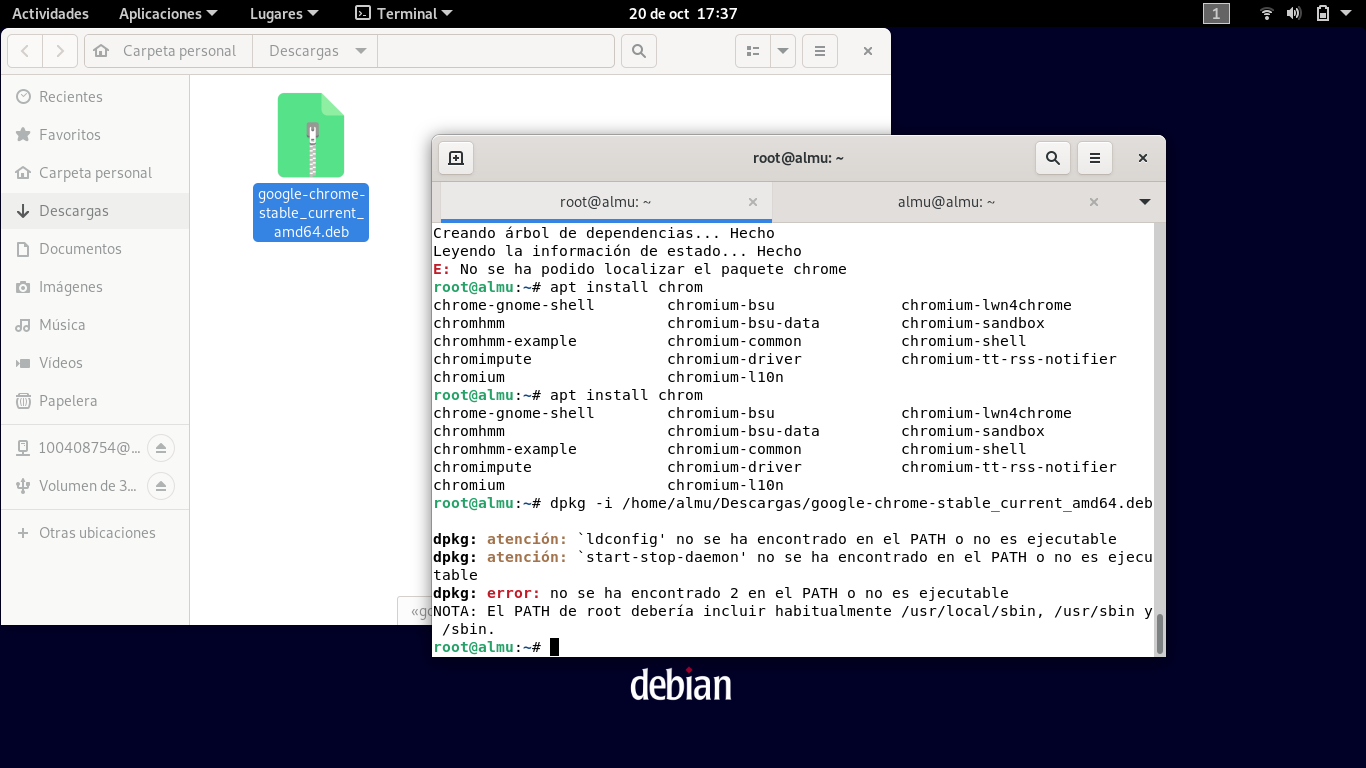 Actividades Aplicaciones Lugares Terminal 20 de oct 17:37 1
Carpeta personal Descargas
Recientes
Favoritos
Carpeta personal
Descargas
Documentos
Imágenes
Música
Vídeos
Papelera
100408754@...
Volumen de 3...
Otras ubicaciones
google-chrome-
stable_current_
amd64.deb
«go
root@almu: ~
root@almu: ~ almu@almu: ~
Creando árbol de dependencias... Hecho
Leyendo la información de estado... Hecho
E: No se ha podido localizar el paquete chrome
root@almu:~# apt install chrom
chrome-gnome-shell chromium-bsu chromium-lwn4chrome
chromhmm chromium-bsu-data chromium-sandbox
chromhmm-example chromium-common chromium-shell
chromimpute chromium-driver chromium-tt-rss-notifier
chromium chromium-l10n
root@almu:~# apt install chrom
chrome-gnome-shell chromium-bsu chromium-lwn4chrome
chromhmm chromium-bsu-data chromium-sandbox
chromhmm-example chromium-common chromium-shell
chromimpute chromium-driver chromium-tt-rss-notifier
chromium chromium-l10n
root@almu:~# dpkg -i /home/almu/Descargas/google-chrome-stable_current_amd64.deb
dpkg: atención: `ldconfig' no se ha encontrado en el PATH o no es ejecutable
dpkg: atención: `start-stop-daemon' no se ha encontrado en el PATH o no es ejecu
table
dpkg: error: no se ha encontrado 2 en el PATH o no es ejecutable
NOTA: El PATH de root debería incluir habitualmente /usr/local/sbin, /usr/sbin y
/sbin.
root@almu:~#
debian